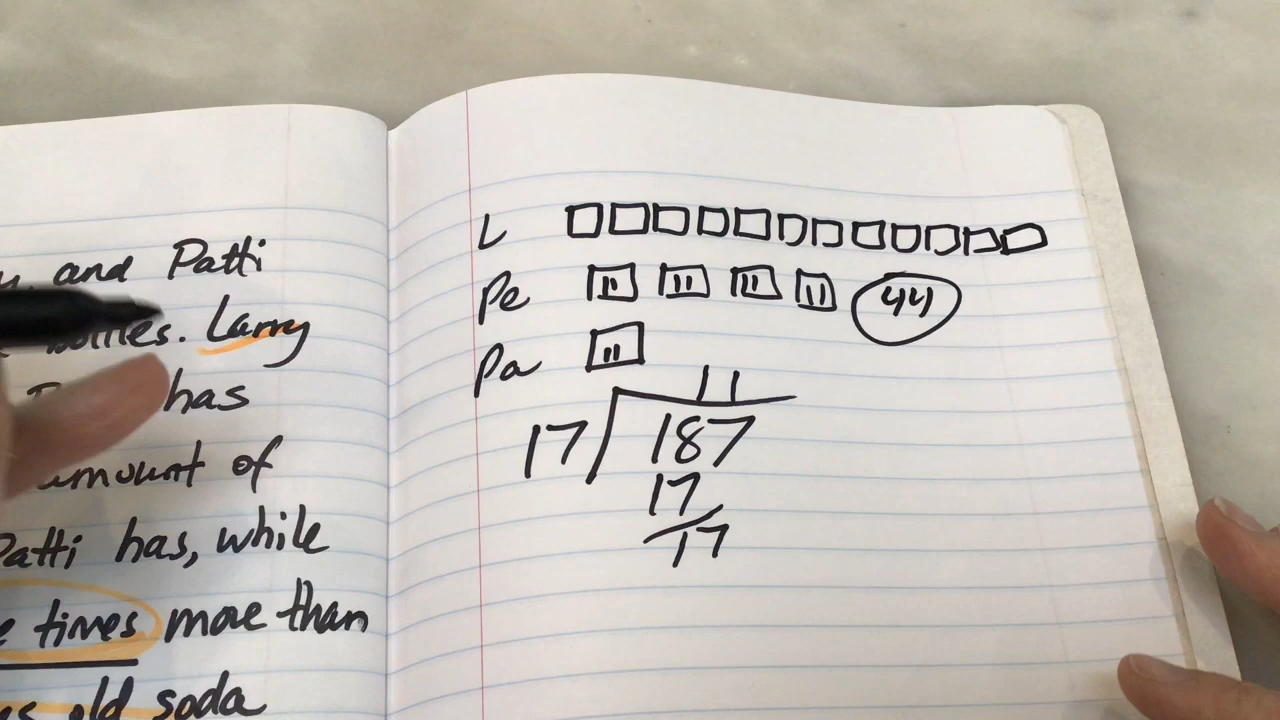 and Patti
bottles. Larry
has
amount of
Patti has, while
times more than
old soda
L
Pe 11 11 11 11 44
Pa 11
11
17 187
17
17